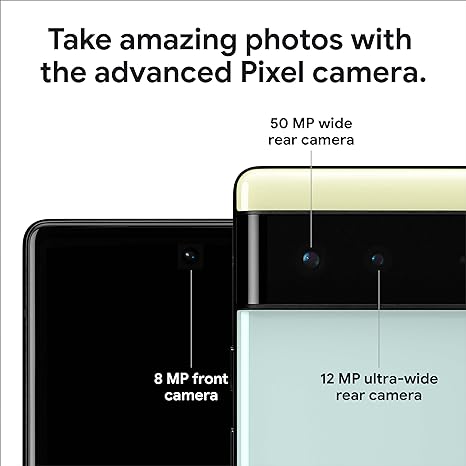 Take amazing photos with
the advanced Pixel camera.
50 MP wide
rear camera
8 MP front
camera
12 MP ultra-wide
rear camera